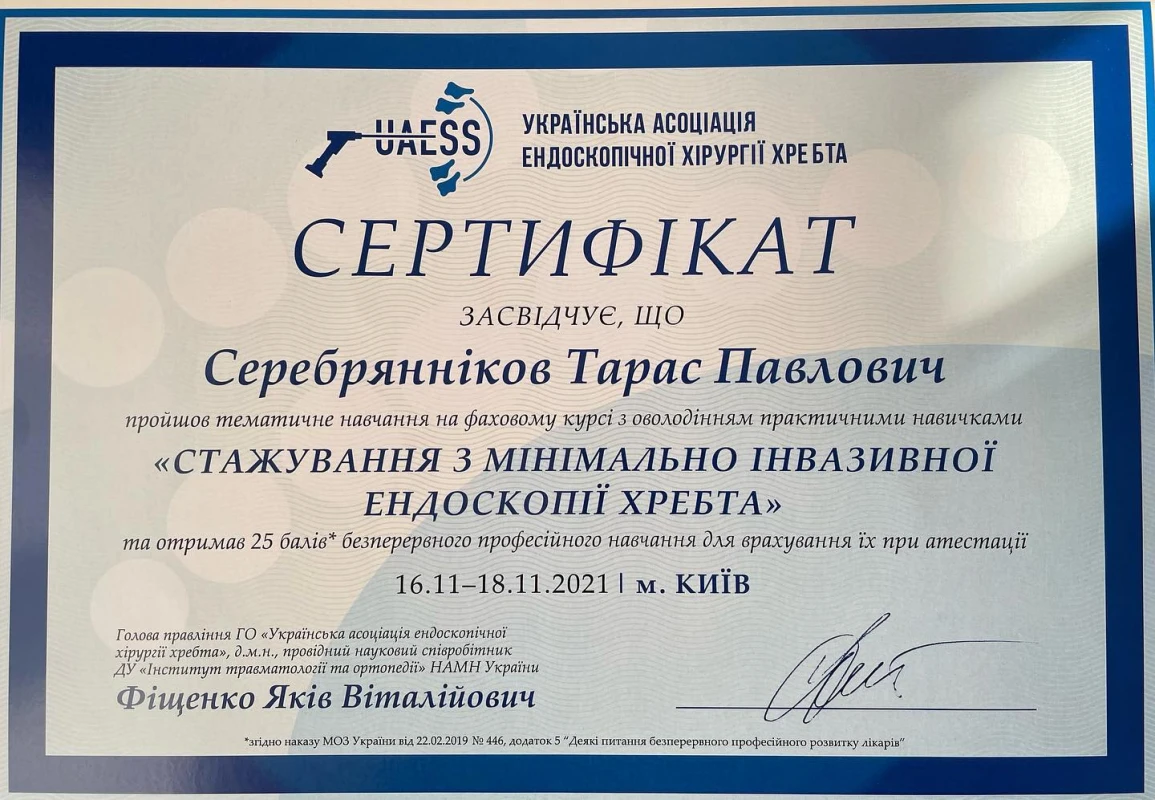 UAESS
УКРАЇНСЬКА АСОЦІАЦІЯ
ЕНДОСКОПІЧНОЇ ХІРУРГІЇ ХРЕБТА
СЕРТИФІКАТ
ЗАСВІДЧУЄ, ЩО
Серебрянніков Тарас Павлович
пройшов тематичне навчання на фаховому курсі з оволодінням практичними навичками
«СТАЖУВАННЯ З МІНІМАЛЬНО ІНВАЗИВНОЇ
ЕНДОСКОПІЇ ХРЕБТА»
та отримав 25 балів* безперервного професійного навчання для врахування їх при атестації
16.11–18.11.2021 | м. КИЇВ
Голова правління ГО «Українська асоціація ендоскопічної
хірургії хребта», д.м.н., провідний науковий співробітник
ДУ «Інститут травматології та ортопедії» НАМН України
Фіщенко Яків Віталійович
*згідно наказу МОЗ України від 22.02.2019 № 446, додаток 5 “Деякі питання безперервного професійного розвитку лікарів”